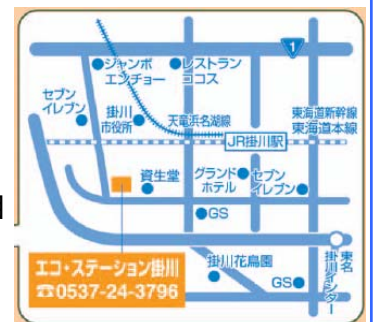 1
ジャンボ
エンチョー
レストラン
ココス
セブン
イレブン
掛川
市役所
天竜浜名湖線
東海道新幹線
東海道本線
JR掛川駅
資生堂
グランド
ホテル
セブン
イレブン
GS
エコ・ステーション掛川
☎0537-24-3796
掛川花鳥園
GS
東名
掛川インター